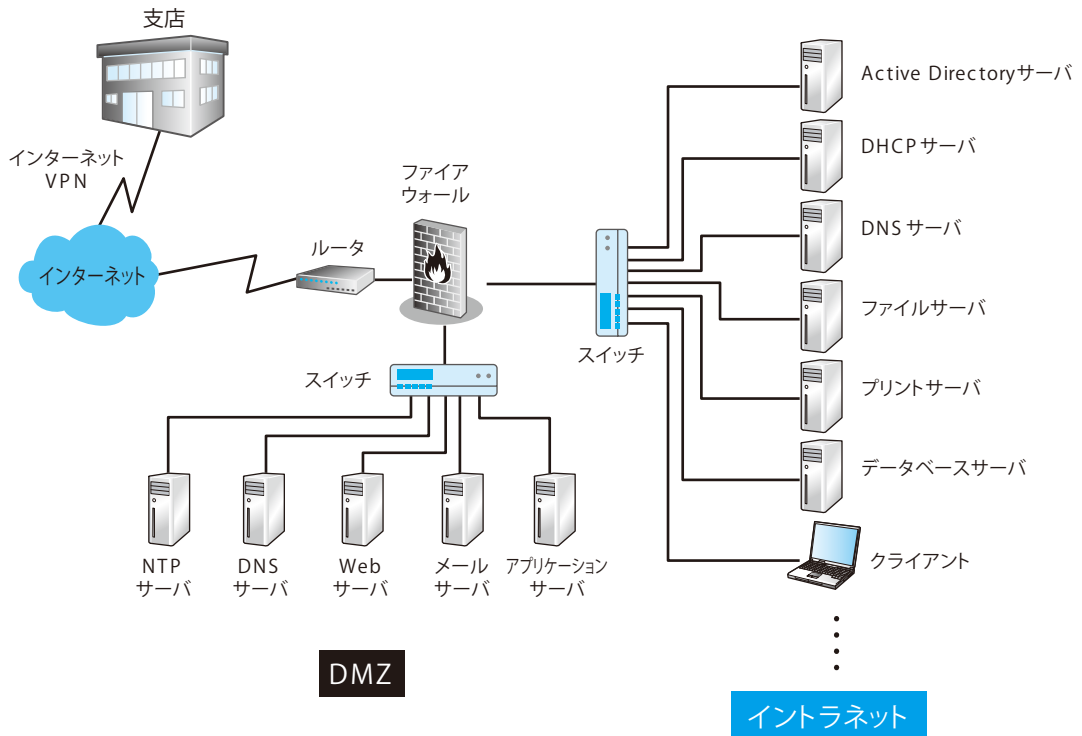 支店
インターネット
VPN
インターネット
ルータ
ファイア
ウォール
スイッチ
スイッチ
Active Directoryサーバ
DHCPサーバ
DNSサーバ
ファイルサーバ
プリントサーバ
データベースサーバ
クライアント
NTP
サーバ
DNS
サーバ
Web
サーバ
メール
サーバ
アプリケーション
サーバ
DMZ
イントラネット